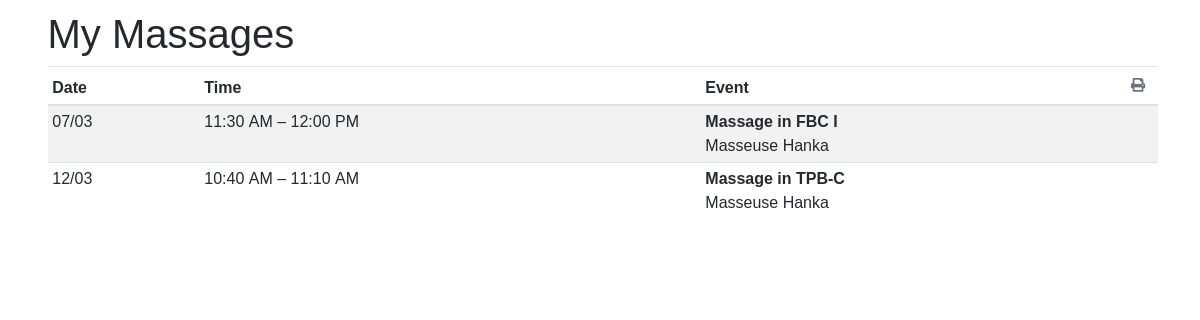 My Massages
Date Time Event
07/03 11:30 AM – 12:00 PM Massage in FBC I
Masseuse Hanka
12/03 10:40 AM – 11:10 AM Massage in TPB-C
Masseuse Hanka